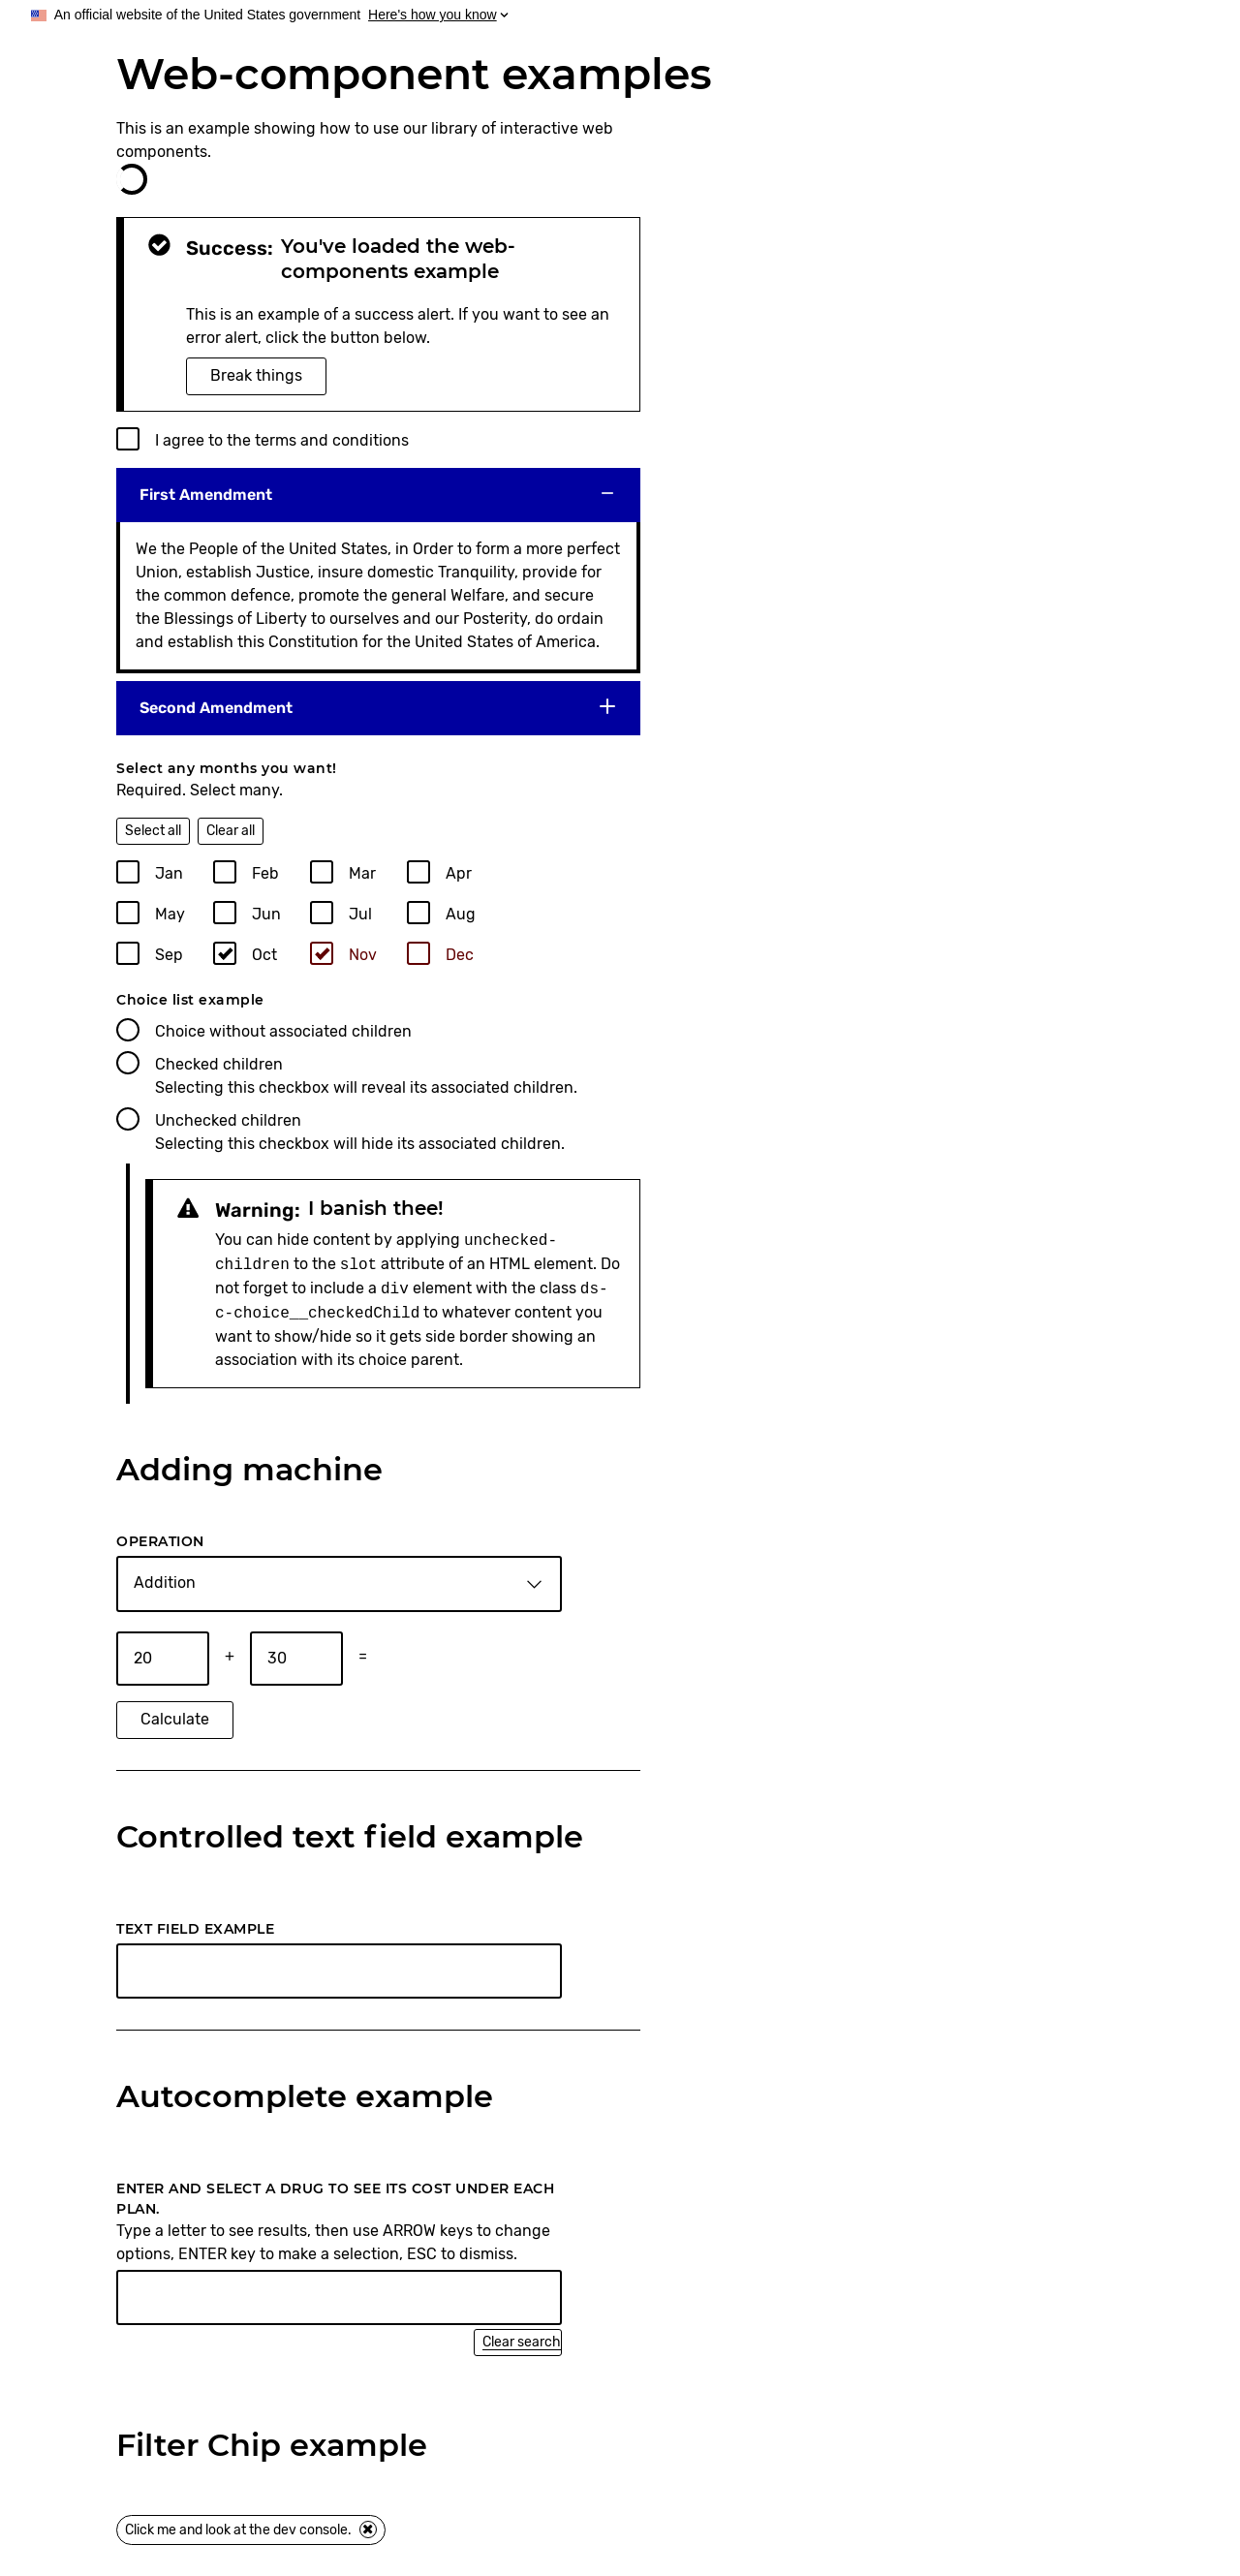 An official website of the United States government Here's how you know
Web-component examples
This is an example showing how to use our library of interactive web
components.
Success: You've loaded the web-
components example
This is an example of a success alert. If you want to see an
error alert, click the button below.
Break things
I agree to the terms and conditions
First Amendment
We the People of the United States, in Order to form a more perfect
Union, establish Justice, insure domestic Tranquility, provide for
the common defence, promote the general Welfare, and secure
the Blessings of Liberty to ourselves and our Posterity, do ordain
and establish this Constitution for the United States of America.
Second Amendment
Select any months you want!
Required. Select many.
Select all Clear all
Jan Feb Mar Apr
May Jun Jul Aug
Sep Oct Nov Dec
Choice list example
Choice without associated children
Checked children
Selecting this checkbox will reveal its associated children.
Unchecked children
Selecting this checkbox will hide its associated children.
Warning: I banish thee!
You can hide content by applying unchecked-
children to the slot attribute of an HTML element. Do
not forget to include a div element with the class ds-
c-choice__checkedChild to whatever content you
want to show/hide so it gets side border showing an
association with its choice parent.
Adding machine
OPERATION
Addition
20 + 30 =
Calculate
Controlled text field example
TEXT FIELD EXAMPLE
Autocomplete example
ENTER AND SELECT A DRUG TO SEE ITS COST UNDER EACH
PLAN.
Type a letter to see results, then use ARROW keys to change
options, ENTER key to make a selection, ESC to dismiss.
Clear search
Filter Chip example
Click me and look at the dev console.